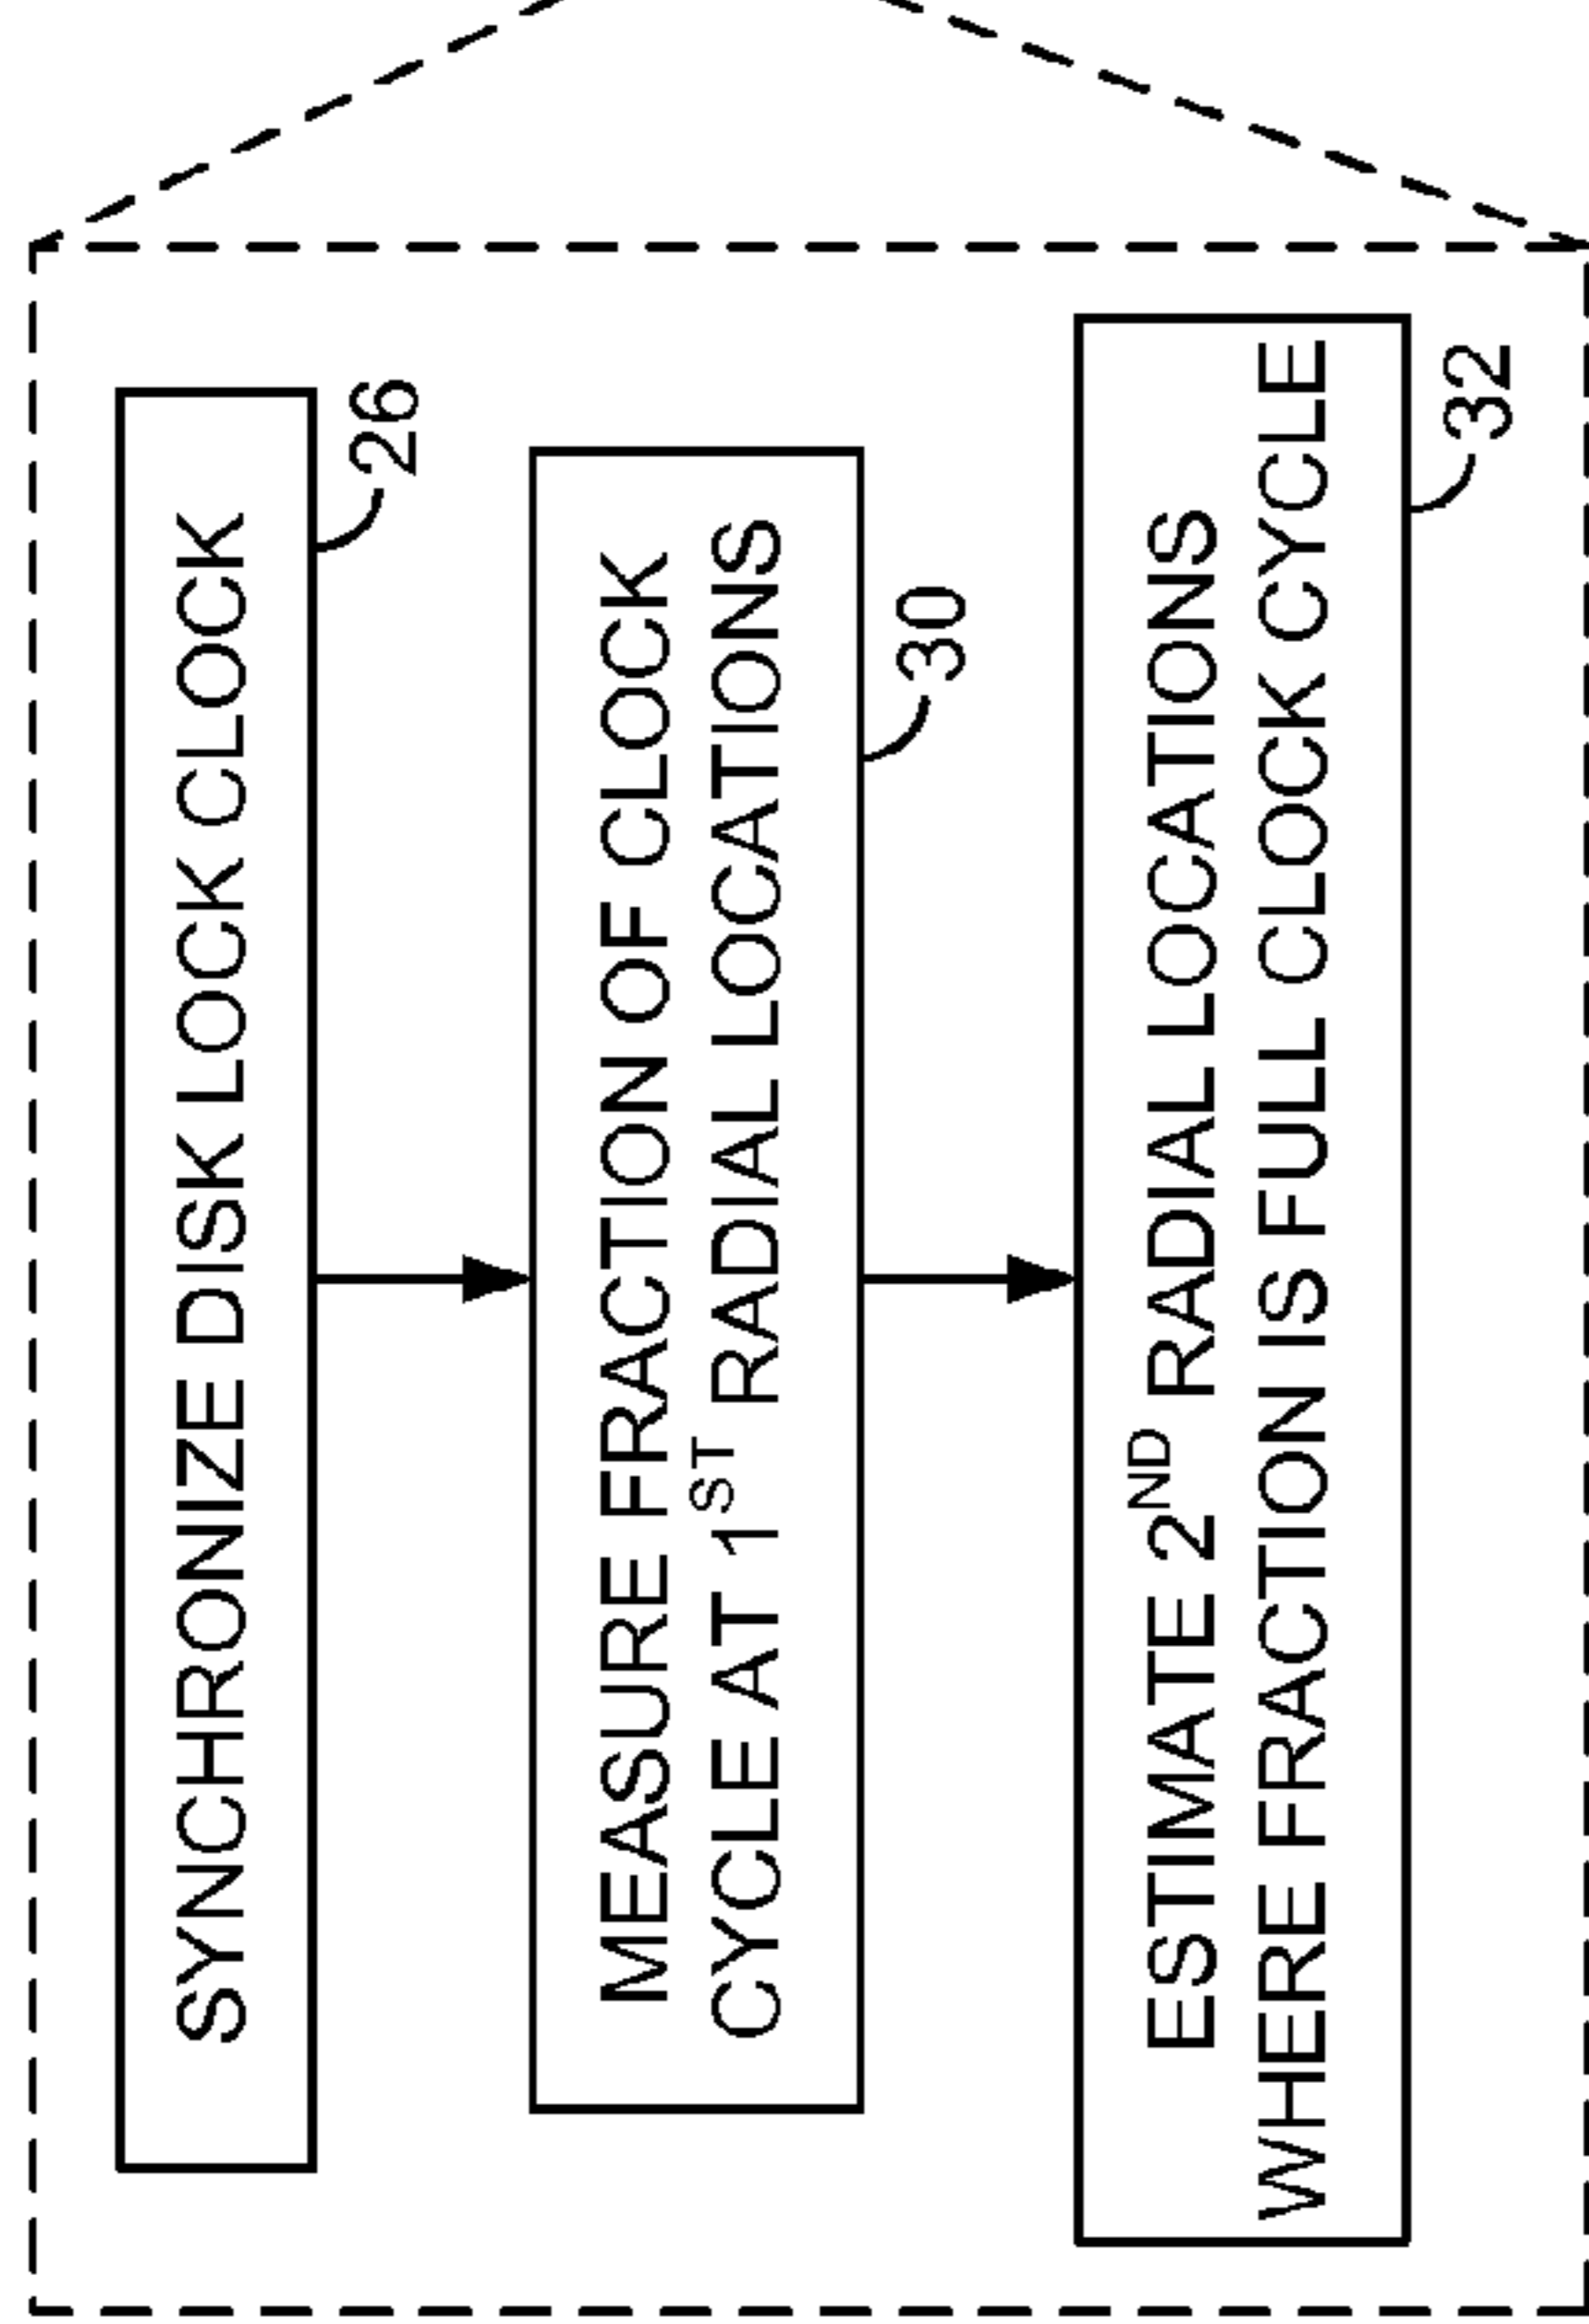 SYNCHRONIZE DISK LOCK CLOCK
26
MEASURE FRACTION OF CLOCK
CYCLE AT 1ST RADIAL LOCATIONS
30
ESTIMATE 2ND RADIAL LOCATIONS
WHERE FRACTION IS FULL CLOCK CYCLE
32